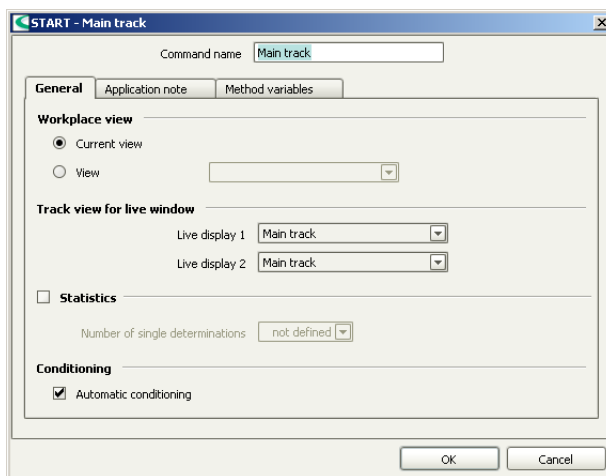 START - Main track
Command name Main track
General Application note Method variables
Workplace view
Current view
View
Track view for live window
Live display 1 Main track
Live display 2 Main track
Statistics
Number of single determinations not defined
Conditioning
Automatic conditioning
OK Cancel